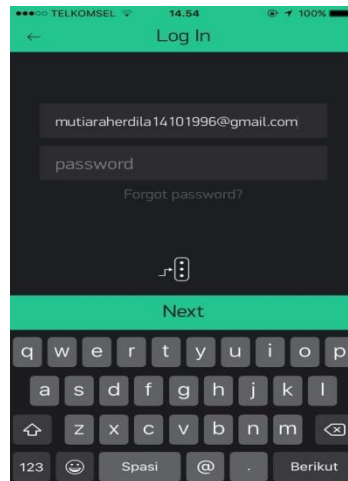 TELKOMSEL 14.54 100%
Log In
mutiaraherdila14101996@gmail.com
password
Forgot password?
Next
q w e r t y u i o p
a s d f g h j k l
z x c v b n m
123 Spasi @ . Berikut